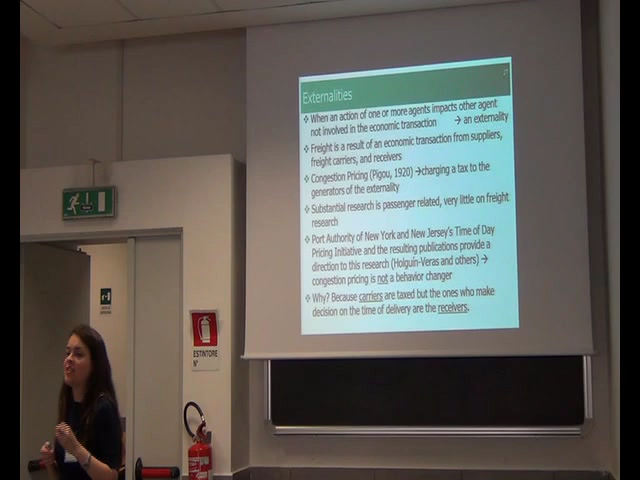 Externalities
❖ When an action of one or more agents impacts other agent
not involved in the economic transaction → an externality
❖ Freight is a result of an economic transaction from suppliers,
freight carriers, and receivers
❖ Congestion Pricing (Pigou, 1920) →charging a tax to the
generators of the externality
❖ Substantial research is passenger related, very little on freight
research
❖ Port Authority of New York and New Jersey's Time of Day
Pricing Initiative and the resulting publications provide a
direction to this research (Holguín-Veras and others) →
congestion pricing is not a behavior changer
❖ Why? Because carriers are taxed but the ones who make
decision on the time of delivery are the receivers.
ESTINTORE
N°